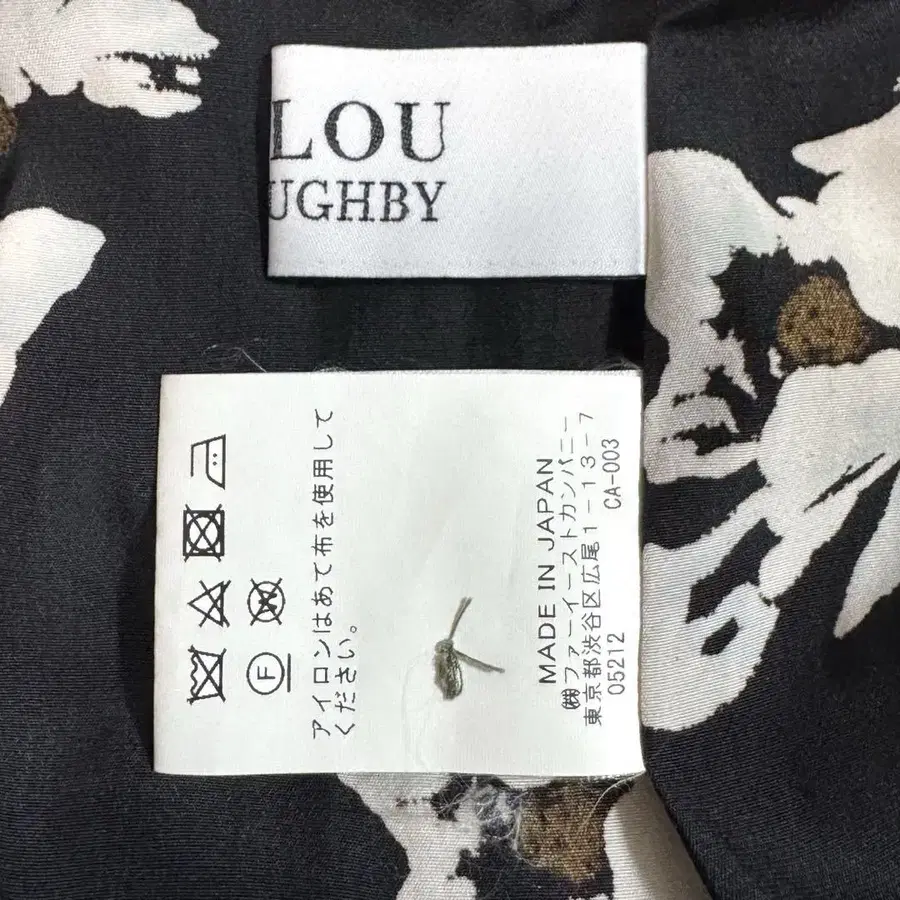 LOU
UGHBY
F
W
アイロンはあて布を使用して
ください。
MADE IN JAPAN
㈱ファーイーストカンパニー
東京都渋谷区広尾1-13-7
05212 CA-003